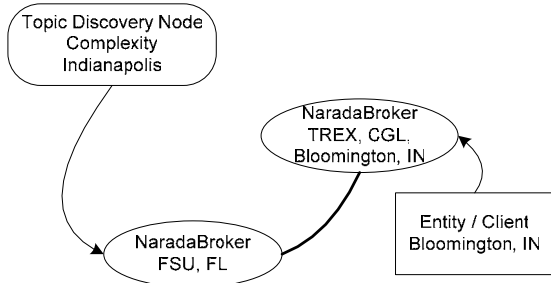 Topic Discovery Node
Complexity
Indianapolis
NaradaBroker
TREX, CGL,
Bloomington, IN
Entity / Client
Bloomington, IN
NaradaBroker
FSU, FL